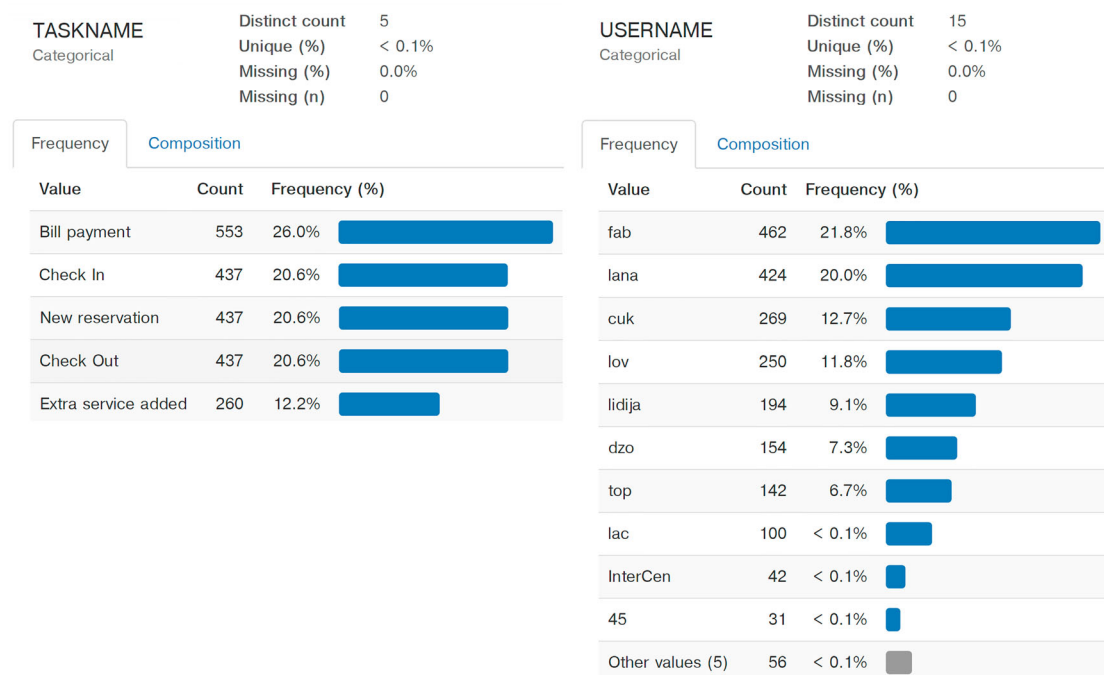 TASKNAME
Categorical
Distinct count 5
Unique (%) < 0.1%
Missing (%) 0.0%
Missing (n) 0
Frequency Composition
Value Count Frequency (%)
Bill payment 553 26.0%
Check In 437 20.6%
New reservation 437 20.6%
Check Out 437 20.6%
Extra service added 260 12.2%
USERNAME
Categorical
Distinct count 15
Unique (%) < 0.1%
Missing (%) 0.0%
Missing (n) 0
Frequency Composition
Value Count Frequency (%)
fab 462 21.8%
lana 424 20.0%
cuk 269 12.7%
lov 250 11.8%
lidija 194 9.1%
dzo 154 7.3%
top 142 6.7%
lac 100 < 0.1%
InterCen 42 < 0.1%
45 31 < 0.1%
Other values (5) 56 < 0.1%